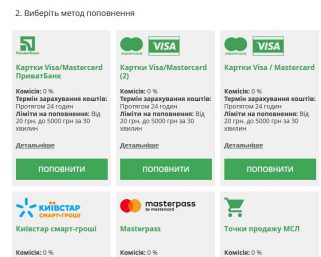 2. Виберіть метод поповнення
ПриватБанк
VISA
VISA
Картки Visa/Mastercard
ПриватБанк
Картки Visa/Mastercard
(2)
Картки Visa / Mastercard
Комісія: 0 %
Термін зарахування коштів:
Протягом 24 годин
Ліміти на поповнення: Від
20 грн. до 5000 грн за 30
хвилин
Комісія: 0 %
Термін зарахування коштів:
Протягом 24 годин
Ліміти на поповнення: Від
20 грн. до 5000 грн за 30
хвилин
Комісія: 0 %
Термін зарахування коштів:
Протягом 24 годин
Ліміти на поповнення: Від
20 грн. до 5000 грн за 30
хвилин
Детальніше
Детальніше
Детальніше
ПОПОВНИТИ
ПОПОВНИТИ
ПОПОВНИТИ
КИЇВСТАР
СМАРТ-ГРОШІ
masterpass
by mastercard
Київстар смарт-гроші
Masterpass
Точки продажу МСЛ
Комісія: 0 %
Комісія: 0 %
Комісія: 0 %